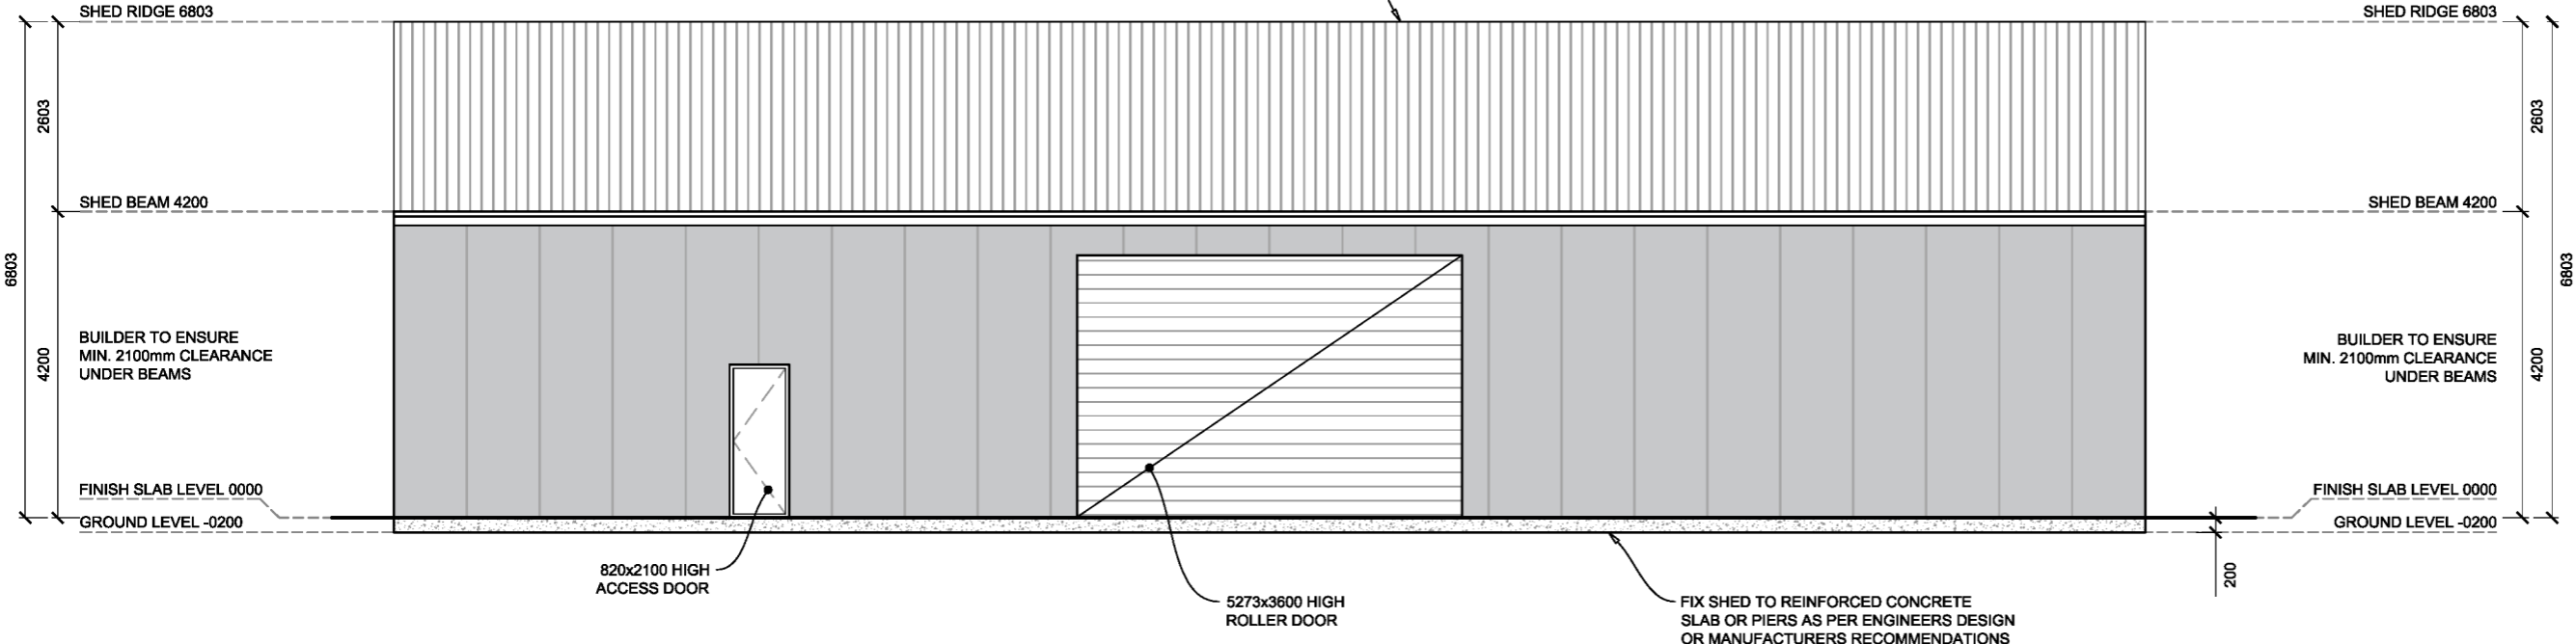 SHED RIDGE 6803
SHED RIDGE 6803
2603
2603
SHED BEAM 4200
SHED BEAM 4200
6803
6803
BUILDER TO ENSURE
MIN. 2100mm CLEARANCE
UNDER BEAMS
4200
BUILDER TO ENSURE
MIN. 2100mm CLEARANCE
UNDER BEAMS
4200
FINISH SLAB LEVEL 0000
FINISH SLAB LEVEL 0000
GROUND LEVEL -0200
GROUND LEVEL -0200
820x2100 HIGH
ACCESS DOOR
5273x3600 HIGH
ROLLER DOOR
FIX SHED TO REINFORCED CONCRETE
SLAB OR PIERS AS PER ENGINEERS DESIGN
OR MANUFACTURERS RECOMMENDATIONS
200